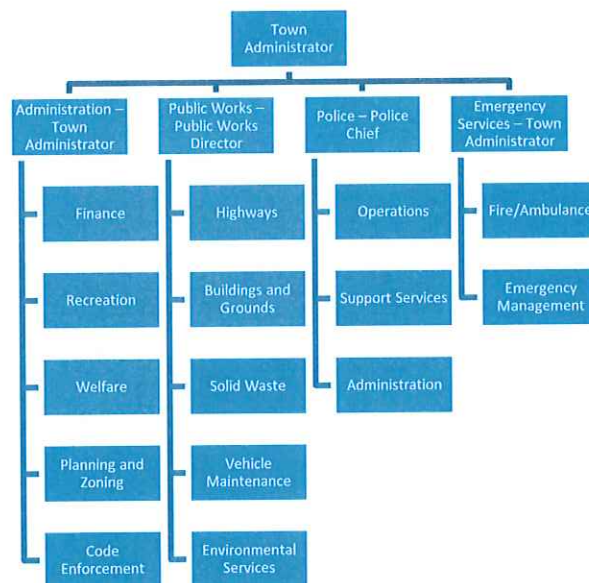 Town
Administrator
Administration –
Town
Administrator
Public Works –
Public Works
Director
Police – Police
Chief
Emergency
Services – Town
Administrator
Finance
Highways
Operations
Fire/Ambulance
Recreation
Buildings and
Grounds
Support Services
Emergency
Management
Welfare
Solid Waste
Administration
Planning and
Zoning
Vehicle
Maintenance
Code
Enforcement
Environmental
Services